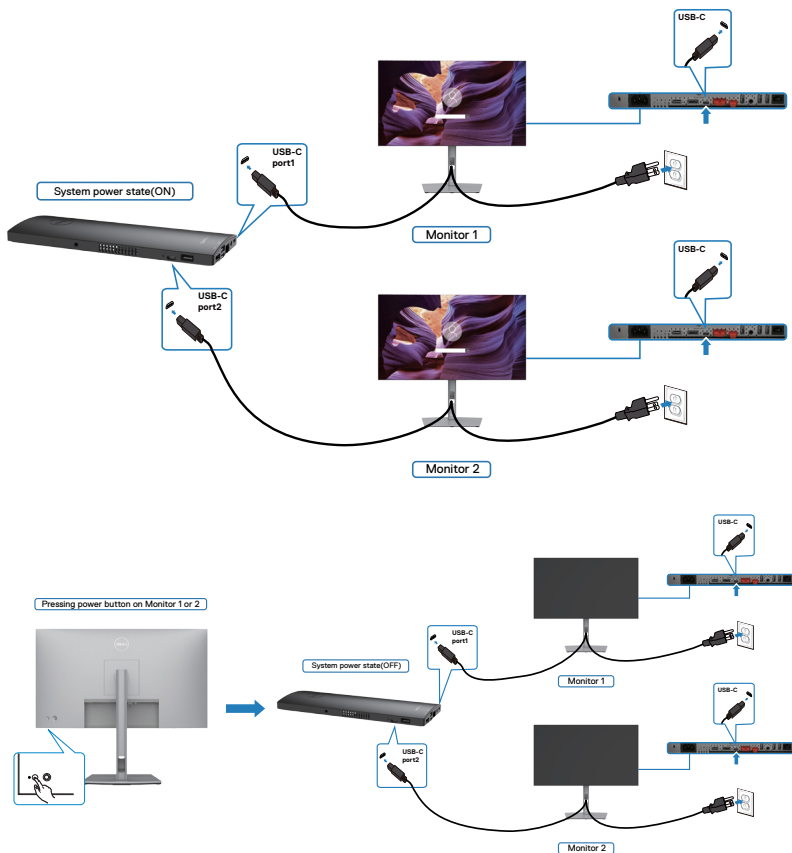 USB-C
USB-C
port1
System power state(ON)
Monitor 1
USB-C
USB-C
port2
Monitor 2
USB-C
Pressing power button on Monitor 1 or 2
USB-C
port1
System power state(OFF)
Monitor 1
USB-C
USB-C
port2
Monitor 2
DELL